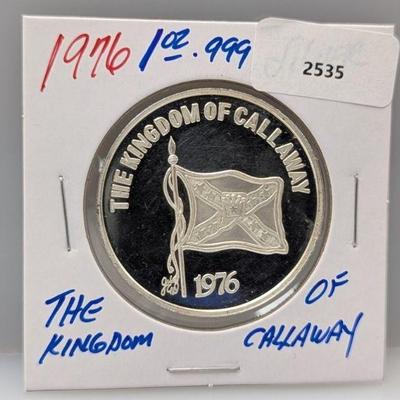 1976 1oz .999
2535
THE KINGDOM OF CALLAWAY
1976
THE KINGDOM
OF CALLAWAY